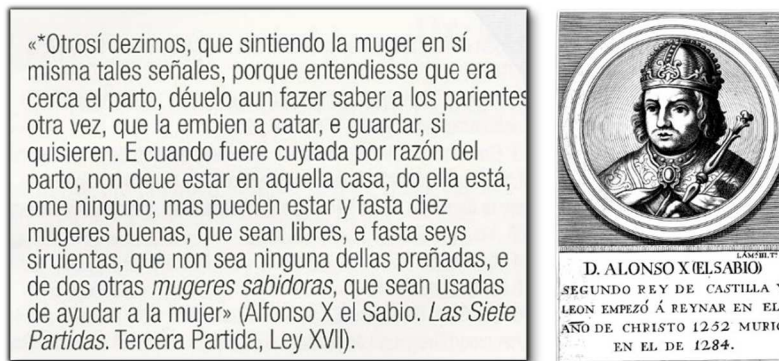 «*Otrosí dezimos, que sintiendo la muger en sí
misma tales señales, porque entendiesse que era
cerca el parto, déuelo aun fazer saber a los parientes
otra vez, que la embien a catar, e guardar, si
quisieren. E cuando fuere cuytada por razón del
parto, non deue estar en aquella casa, do ella está,
ome ninguno; mas pueden estar y fasta diez
mugeres buenas, que sean libres, e fasta seys
siruientas, que non sea ninguna dellas preñadas, e
de dos otras mugeres sabidoras, que sean usadas
de ayudar a la mujer» (Alfonso X el Sabio. Las Siete
Partidas. Tercera Partida, Ley XVII).
D. ALONSO X (EL SABIO)
SEGUNDO REY DE CASTILLA Y
LEON EMPEZÓ Á REYNAR EN EL
AÑO DE CHRISTO 1252 MURIO
EN EL DE 1284.